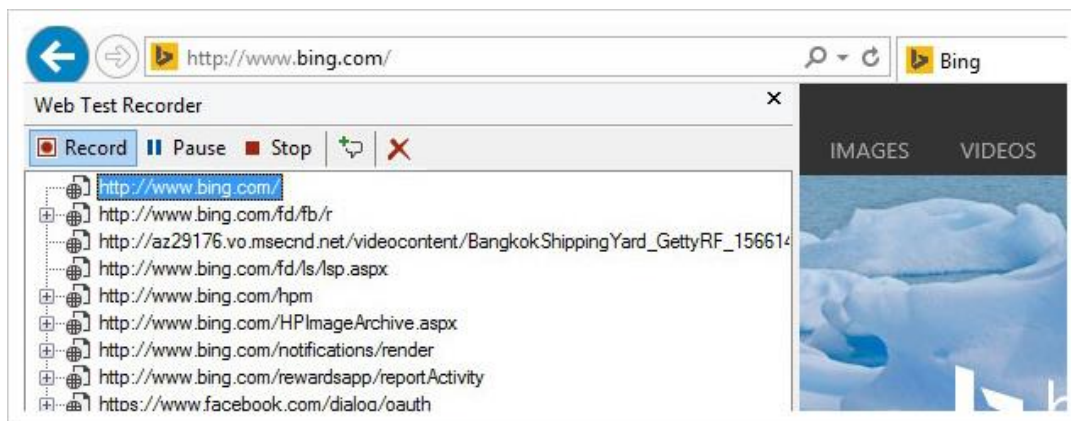 http://www.bing.com/
Bing
Web Test Recorder
Record Pause Stop
IMAGES VIDEOS
http://www.bing.com/
http://www.bing.com/fd/fb/r
http://az29176.vo.msecnd.net/videocontent/BangkokShippingYard_GettyRF_156614
http://www.bing.com/fd/ls/lsp.aspx
http://www.bing.com/hpm
http://www.bing.com/HPImageArchive.aspx
http://www.bing.com/notifications/render
http://www.bing.com/rewardsapp/reportActivity
https://www.facebook.com/dialog/oauth